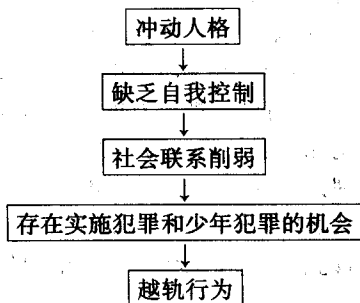 冲动人格
缺乏自我控制
社会联系削弱
存在实施犯罪和少年犯罪的机会
越轨行为